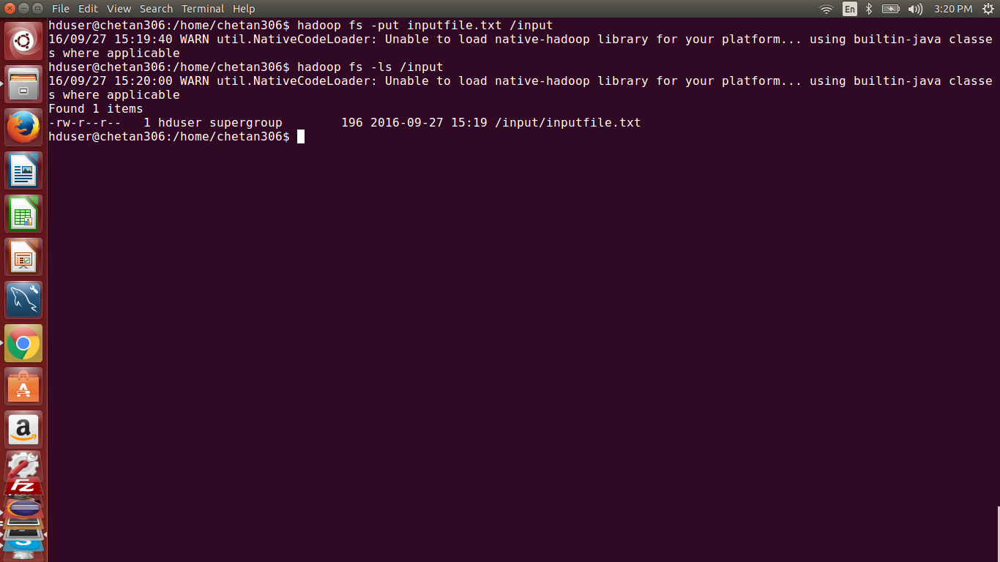 File Edit View Search Terminal Help En 3:20 PM
hduser@chetan306:/home/chetan306$ hadoop fs -put inputfile.txt /input
16/09/27 15:19:40 WARN util.NativeCodeLoader: Unable to load native-hadoop library for your platform... using builtin-java classe
s where applicable
hduser@chetan306:/home/chetan306$ hadoop fs -ls /input
16/09/27 15:20:00 WARN util.NativeCodeLoader: Unable to load native-hadoop library for your platform... using builtin-java classe
s where applicable
Found 1 items
-rw-r--r--   1 hduser supergroup        196 2016-09-27 15:19 /input/inputfile.txt
hduser@chetan306:/home/chetan306$
A
a
Fz
S